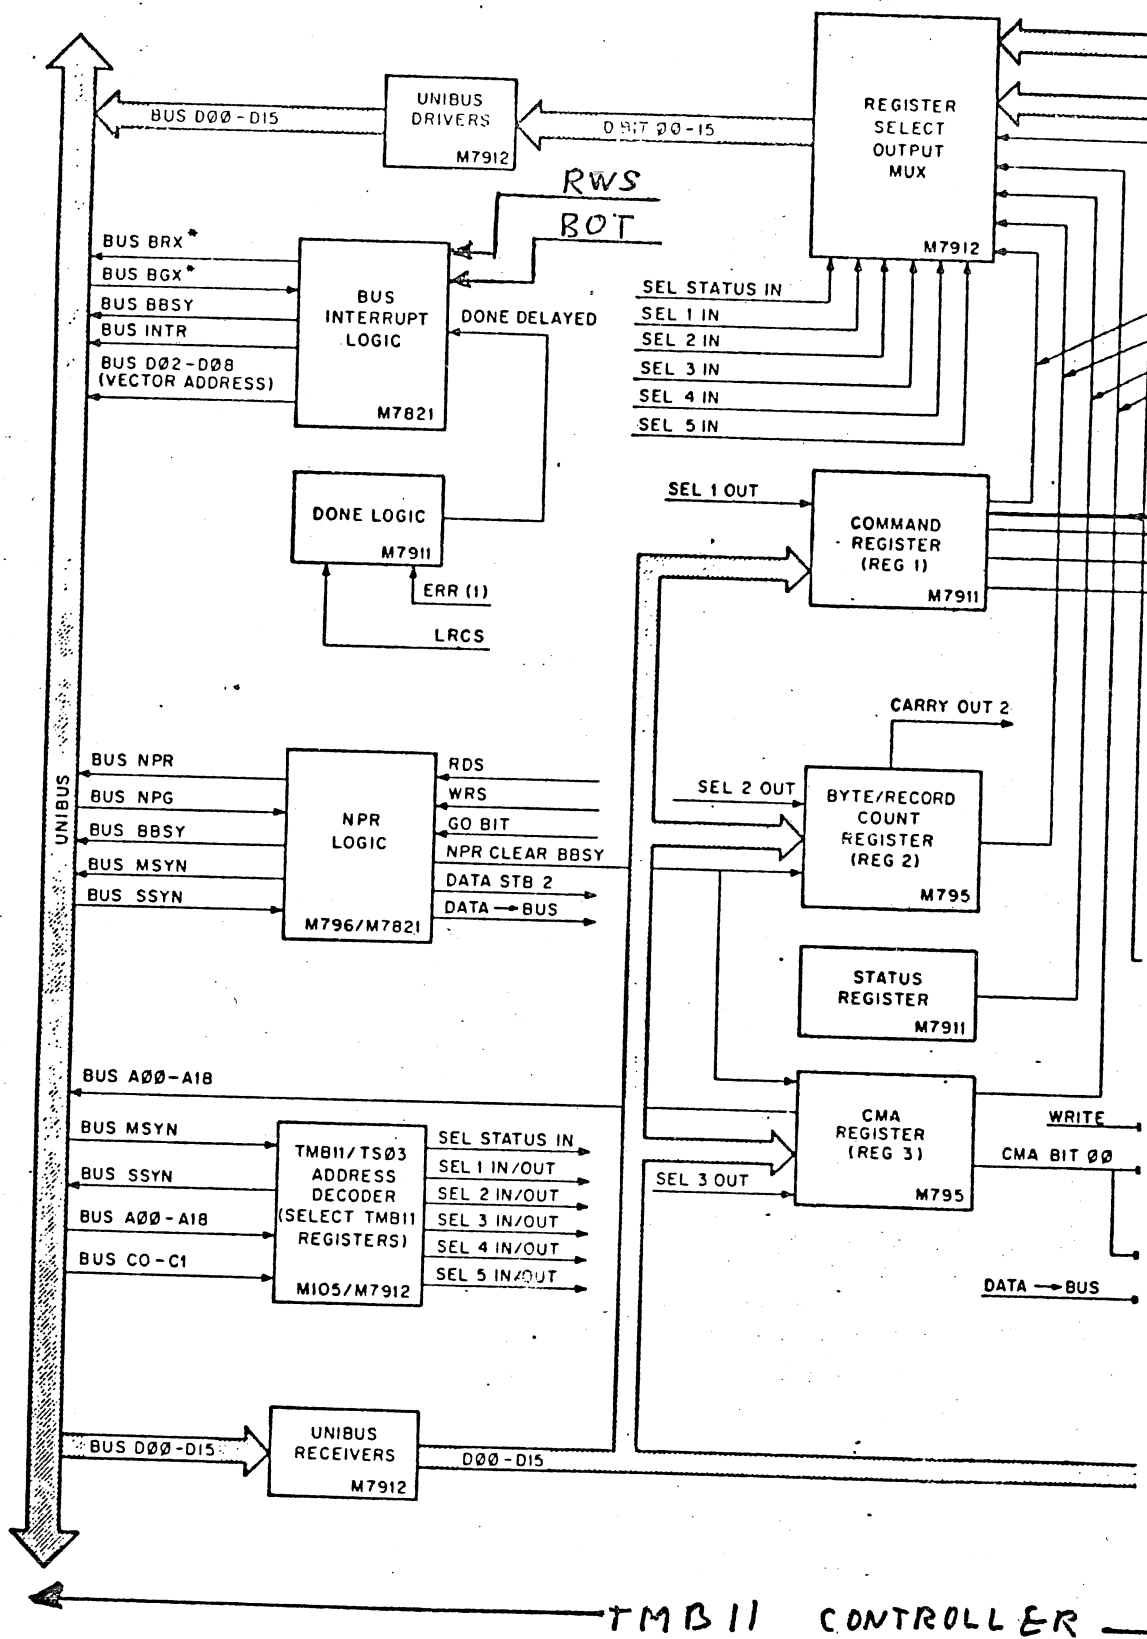 UNIBUS
DRIVERS
M7912
BUS D00-D15
D BIT 00-15
REGISTER
SELECT
OUTPUT
MUX
M7912
RWS
BOT
BUS BRX*
BUS BGX*
BUS BBSY
BUS INTR
BUS D02-D08
(VECTOR ADDRESS)
BUS
INTERRUPT
LOGIC
M7821
DONE DELAYED
SEL STATUS IN
SEL 1 IN
SEL 2 IN
SEL 3 IN
SEL 4 IN
SEL 5 IN
DONE LOGIC
M7911
ERR (1)
LRCS
SEL 1 OUT
COMMAND
REGISTER
(REG 1)
M7911
CARRY OUT 2
UNIBUS
BUS NPR
BUS NPG
BUS BBSY
BUS MSYN
BUS SSYN
NPR
LOGIC
M796/M7821
RDS
WRS
GO BIT
NPR CLEAR BBSY
DATA STB 2
DATA → BUS
SEL 2 OUT
BYTE/RECORD
COUNT
REGISTER
(REG 2)
M795
STATUS
REGISTER
M7911
BUS A00-A18
BUS MSYN
BUS SSYN
BUS A00-A18
BUS C0-C1
TMB11/TS03
ADDRESS
DECODER
(SELECT TMB11
REGISTERS)
M105/M7912
SEL STATUS IN
SEL 1 IN/OUT
SEL 2 IN/OUT
SEL 3 IN/OUT
SEL 4 IN/OUT
SEL 5 IN/OUT
CMA
REGISTER
(REG 3)
M795
SEL 3 OUT
WRITE
CMA BIT 00
DATA → BUS
BUS D00-D15
UNIBUS
RECEIVERS
M7912
D00-D15
TMB11 CONTROLLER